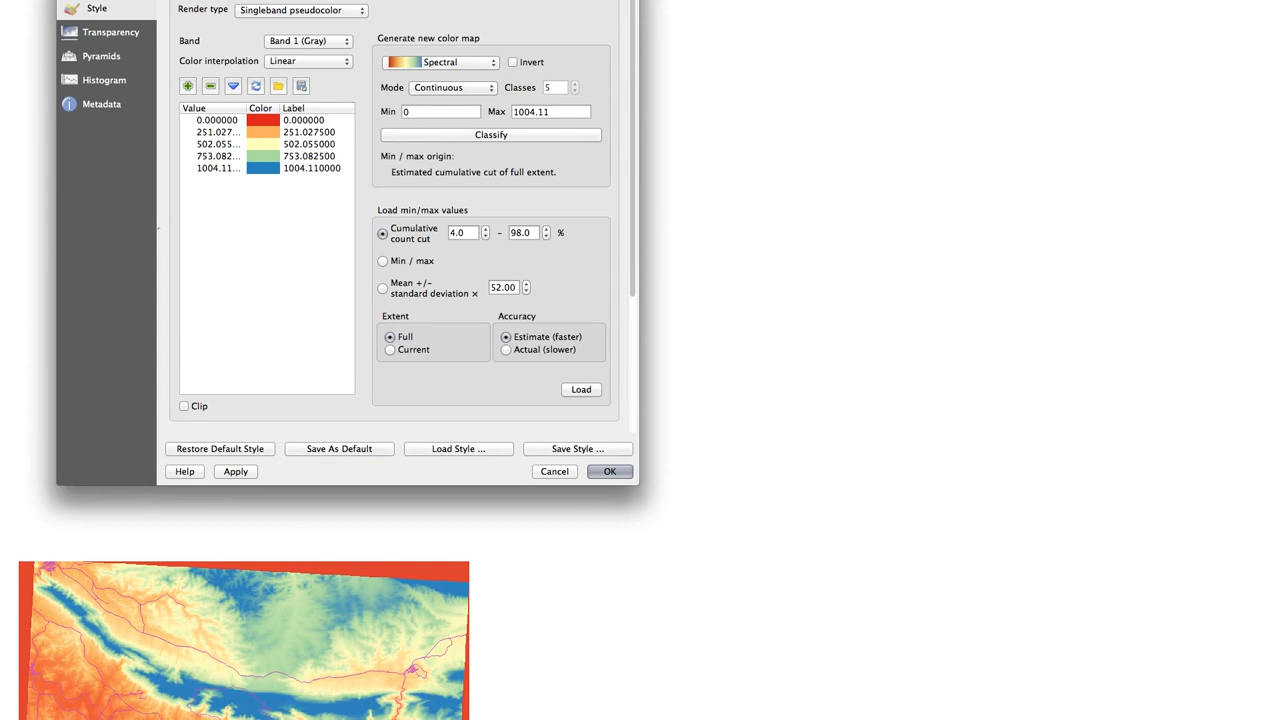 Style
Render type Singleband pseudocolor
Transparency
Band Band 1 (Gray)
Generate new color map
Pyramids
Color interpolation Linear
Spectral Invert
Histogram
Mode Continuous Classes 5
Metadata
Value Color Label
Min 0 Max 1004.11
0.000000 0.000000
251.027... 251.027500
Classify
502.055... 502.055000
753.082... 753.082500
Min / max origin:
1004.11... 1004.110000
Estimated cumulative cut of full extent.
Load min/max values
Cumulative count cut 4.0 - 98.0 %
Min / max
Mean +/-
standard deviation × 52.00
Extent Accuracy
Full Estimate (faster)
Current Actual (slower)
Load
Clip
Restore Default Style Save As Default Load Style ... Save Style ...
Help Apply Cancel OK